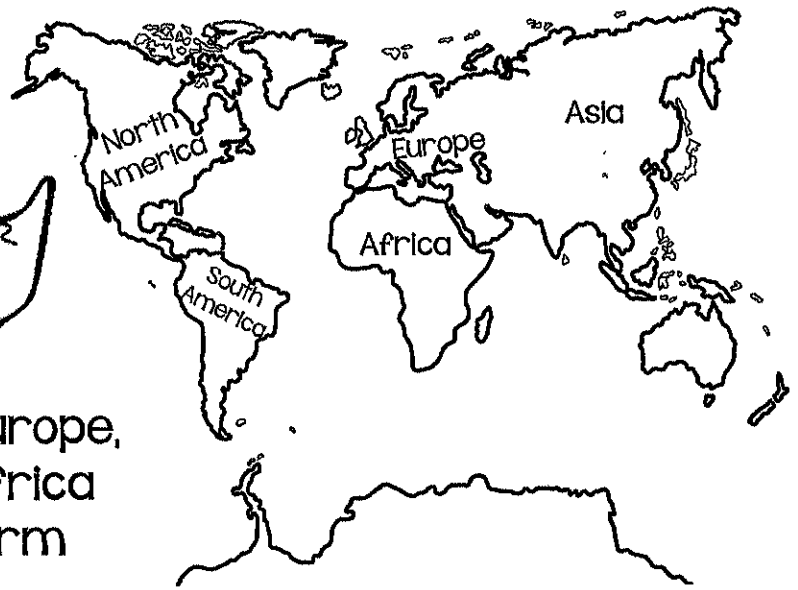 North
America
Asia
Europe
Africa
South
America
urope,
frica
rm